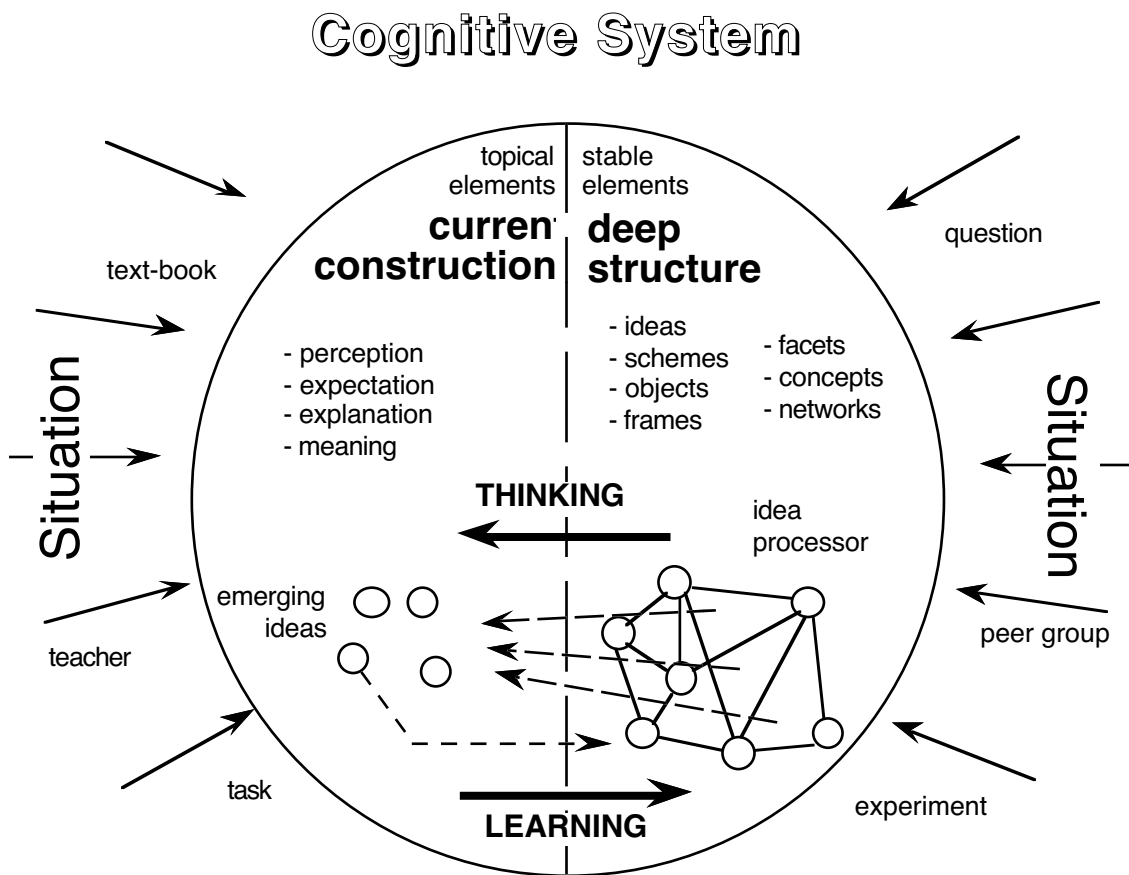 Cognitive System
topical
elements
stable
elements
curren
construction
deep
structure
text-book
question
- perception
- expectation
- explanation
- meaning
- ideas
- schemes
- objects
- frames
- facets
- concepts
- networks
Situation
Situation
THINKING
idea
processor
emerging
ideas
teacher
peer group
task
experiment
LEARNING